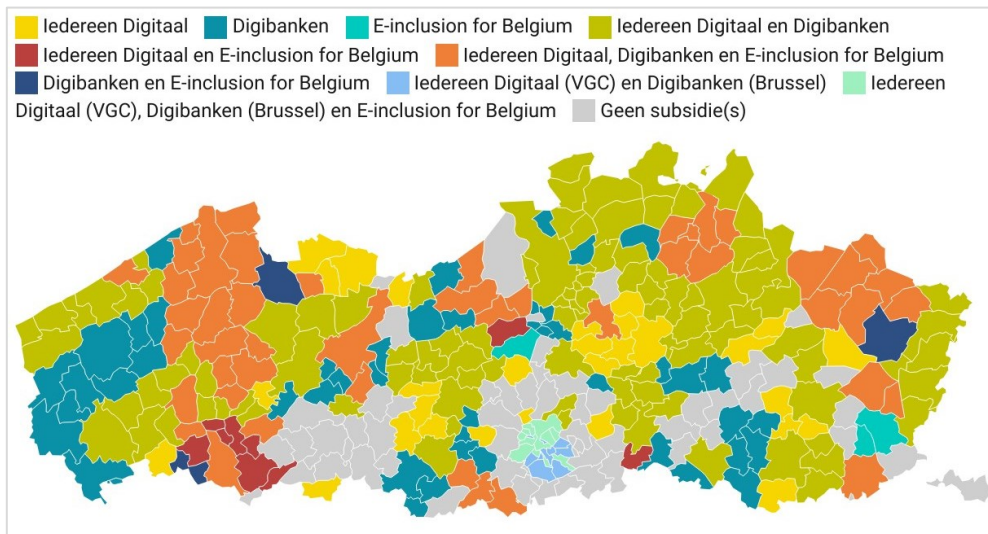 Iedereen Digitaal Digibanken E-inclusion for Belgium Iedereen Digitaal en Digibanken
Iedereen Digitaal en E-inclusion for Belgium Iedereen Digitaal, Digibanken en E-inclusion for Belgium
Digibanken en E-inclusion for Belgium Iedereen Digitaal (VGC) en Digibanken (Brussel) Iedereen
Digitaal (VGC), Digibanken (Brussel) en E-inclusion for Belgium Geen subsidie(s)